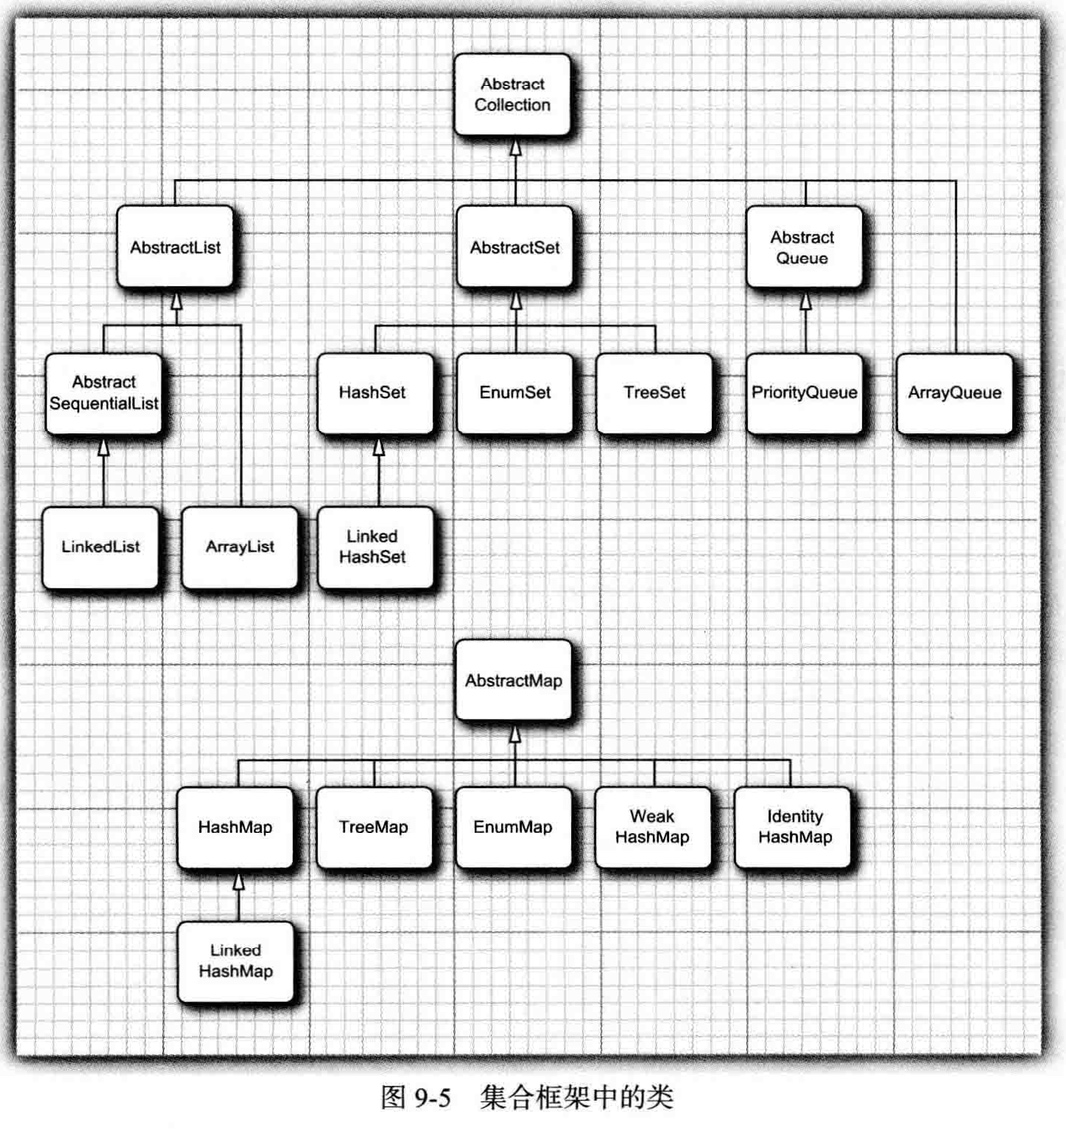 Abstract
Collection
AbstractList
AbstractSet
Abstract
Queue
Abstract
SequentialList
HashSet
EnumSet
TreeSet
PriorityQueue
ArrayQueue
LinkedList
ArrayList
Linked
HashSet
AbstractMap
HashMap
TreeMap
EnumMap
Weak
HashMap
Identity
HashMap
Linked
HashMap
图 9-5 集合框架中的类